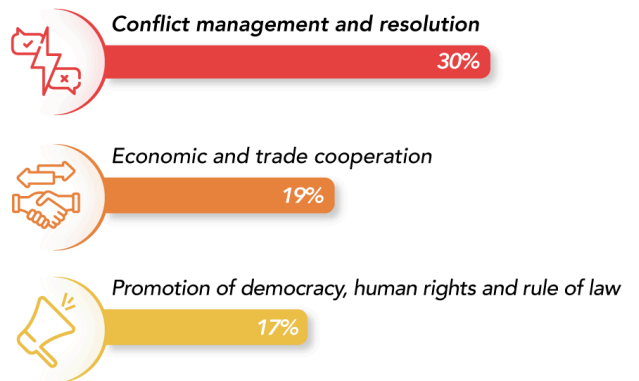 Conflict management and resolution
30%
Economic and trade cooperation
19%
Promotion of democracy, human rights and rule of law
17%